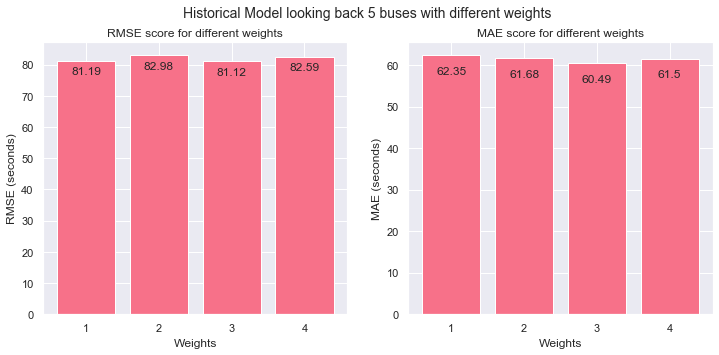 Historical Model looking back 5 buses with different weights
RMSE score for different weights
RMSE (seconds)
80
70
60
50
40
30
20
10
0
81.19
82.98
81.12
82.59
1 2 3 4
Weights
MAE score for different weights
MAE (seconds)
60
50
40
30
20
10
0
62.35
61.68
60.49
61.5
1 2 3 4
Weights